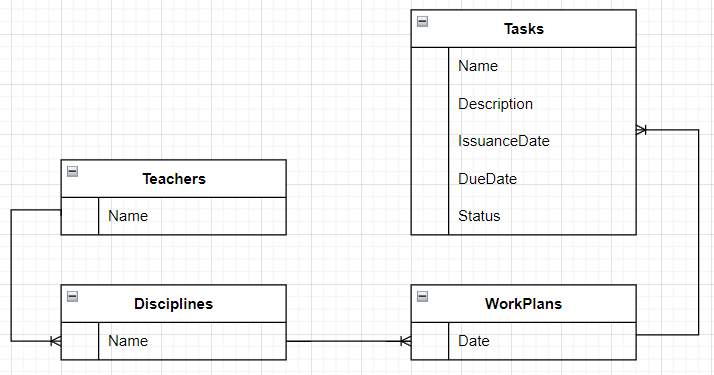 Tasks
Name
Description
IssuanceDate
DueDate
Status
Teachers
Name
Disciplines
Name
WorkPlans
Date